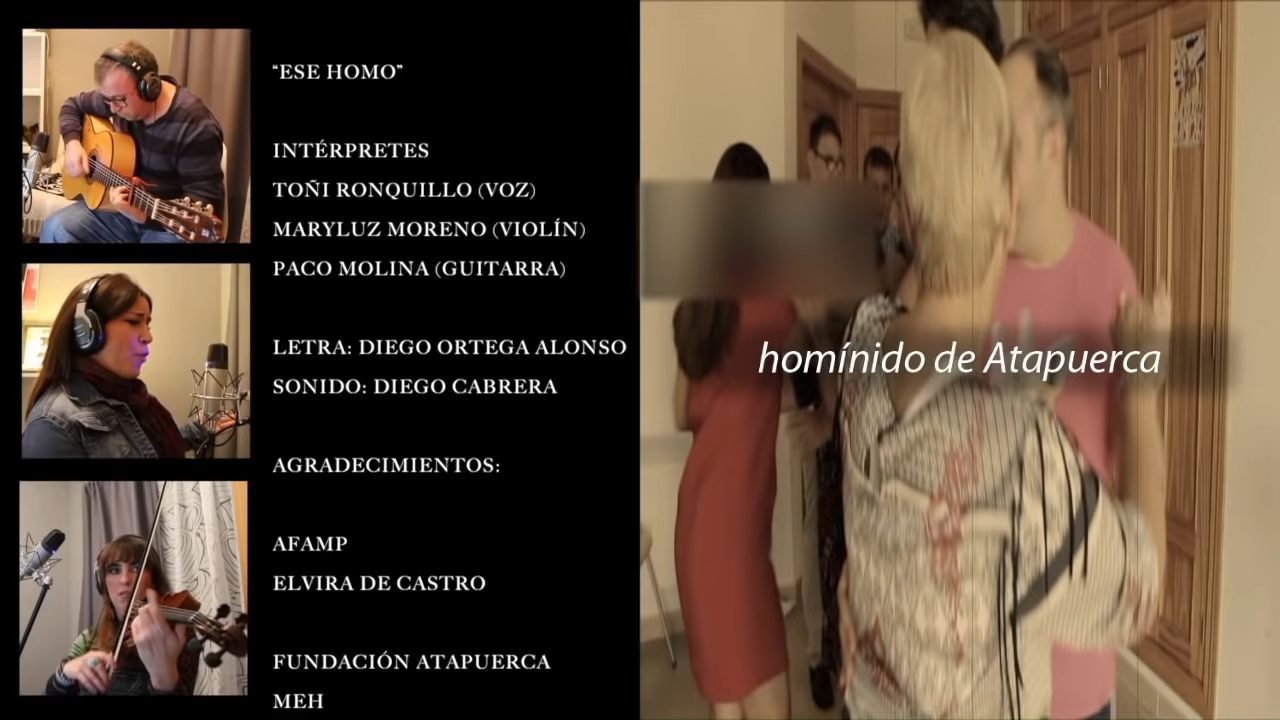 “ESE HOMO”
INTÉRPRETES
TOÑI RONQUILLO (VOZ)
MARYLUZ MORENO (VIOLÍN)
PACO MOLINA (GUITARRA)
LETRA: DIEGO ORTEGA ALONSO
SONIDO: DIEGO CABRERA
AGRADECIMIENTOS:
AFAMP
ELVIRA DE CASTRO
FUNDACIÓN ATAPUERCA
MEH
homínido de Atapuerca